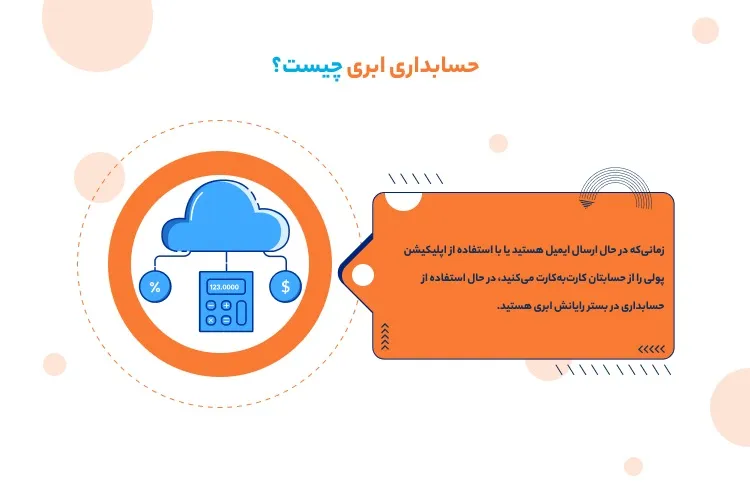 حسابداری ابری چیست؟
زمانی‌که در حال ارسال ایمیل هستید یا با استفاده از اپلیکیشن
پولی را از حسابتان کارت‌به‌کارت می‌کنید، در حال استفاده از
حسابداری در بستر رایانش ابری هستید.
%
123.0000
$